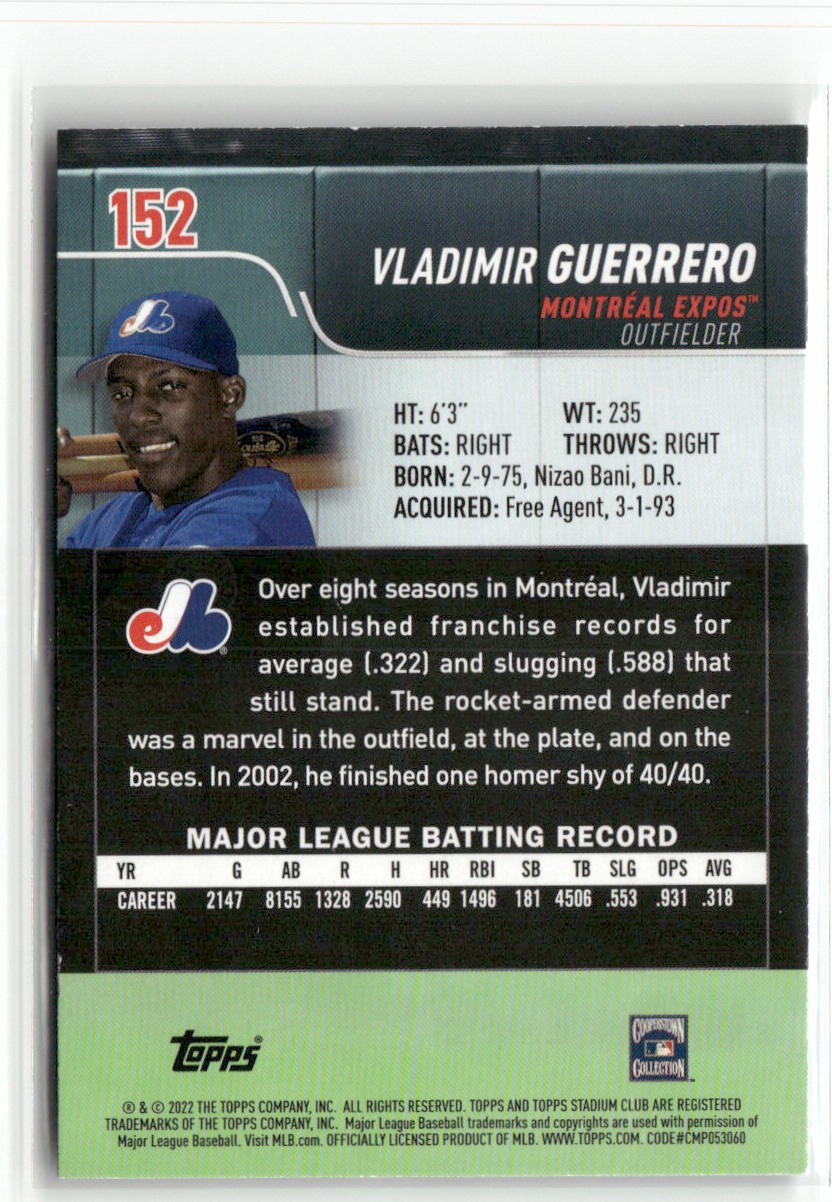 152
VLADIMIR GUERRERO
MONTRÉAL EXPOS™
OUTFIELDER
HT: 6'3" WT: 235
BATS: RIGHT THROWS: RIGHT
BORN: 2-9-75, Nizao Bani, D.R.
ACQUIRED: Free Agent, 3-1-93
Over eight seasons in Montréal, Vladimir
established franchise records for
average (.322) and slugging (.588) that
still stand. The rocket-armed defender
was a marvel in the outfield, at the plate, and on the
bases. In 2002, he finished one homer shy of 40/40.
MAJOR LEAGUE BATTING RECORD
YR G AB R H HR RBI SB TB SLG OPS AVG
CAREER 2147 8155 1328 2590 449 1496 181 4506 .553 .931 .318
Topps®
COOPERSTOWN
COLLECTION™
® & © 2022 THE TOPPS COMPANY, INC. ALL RIGHTS RESERVED. TOPPS AND TOPPS STADIUM CLUB ARE REGISTERED
TRADEMARKS OF THE TOPPS COMPANY, INC. Major League Baseball trademarks and copyrights are used with permission of
Major League Baseball. Visit MLB.com. OFFICIALLY LICENSED PRODUCT OF MLB. WWW.TOPPS.COM. CODE#CMP053060